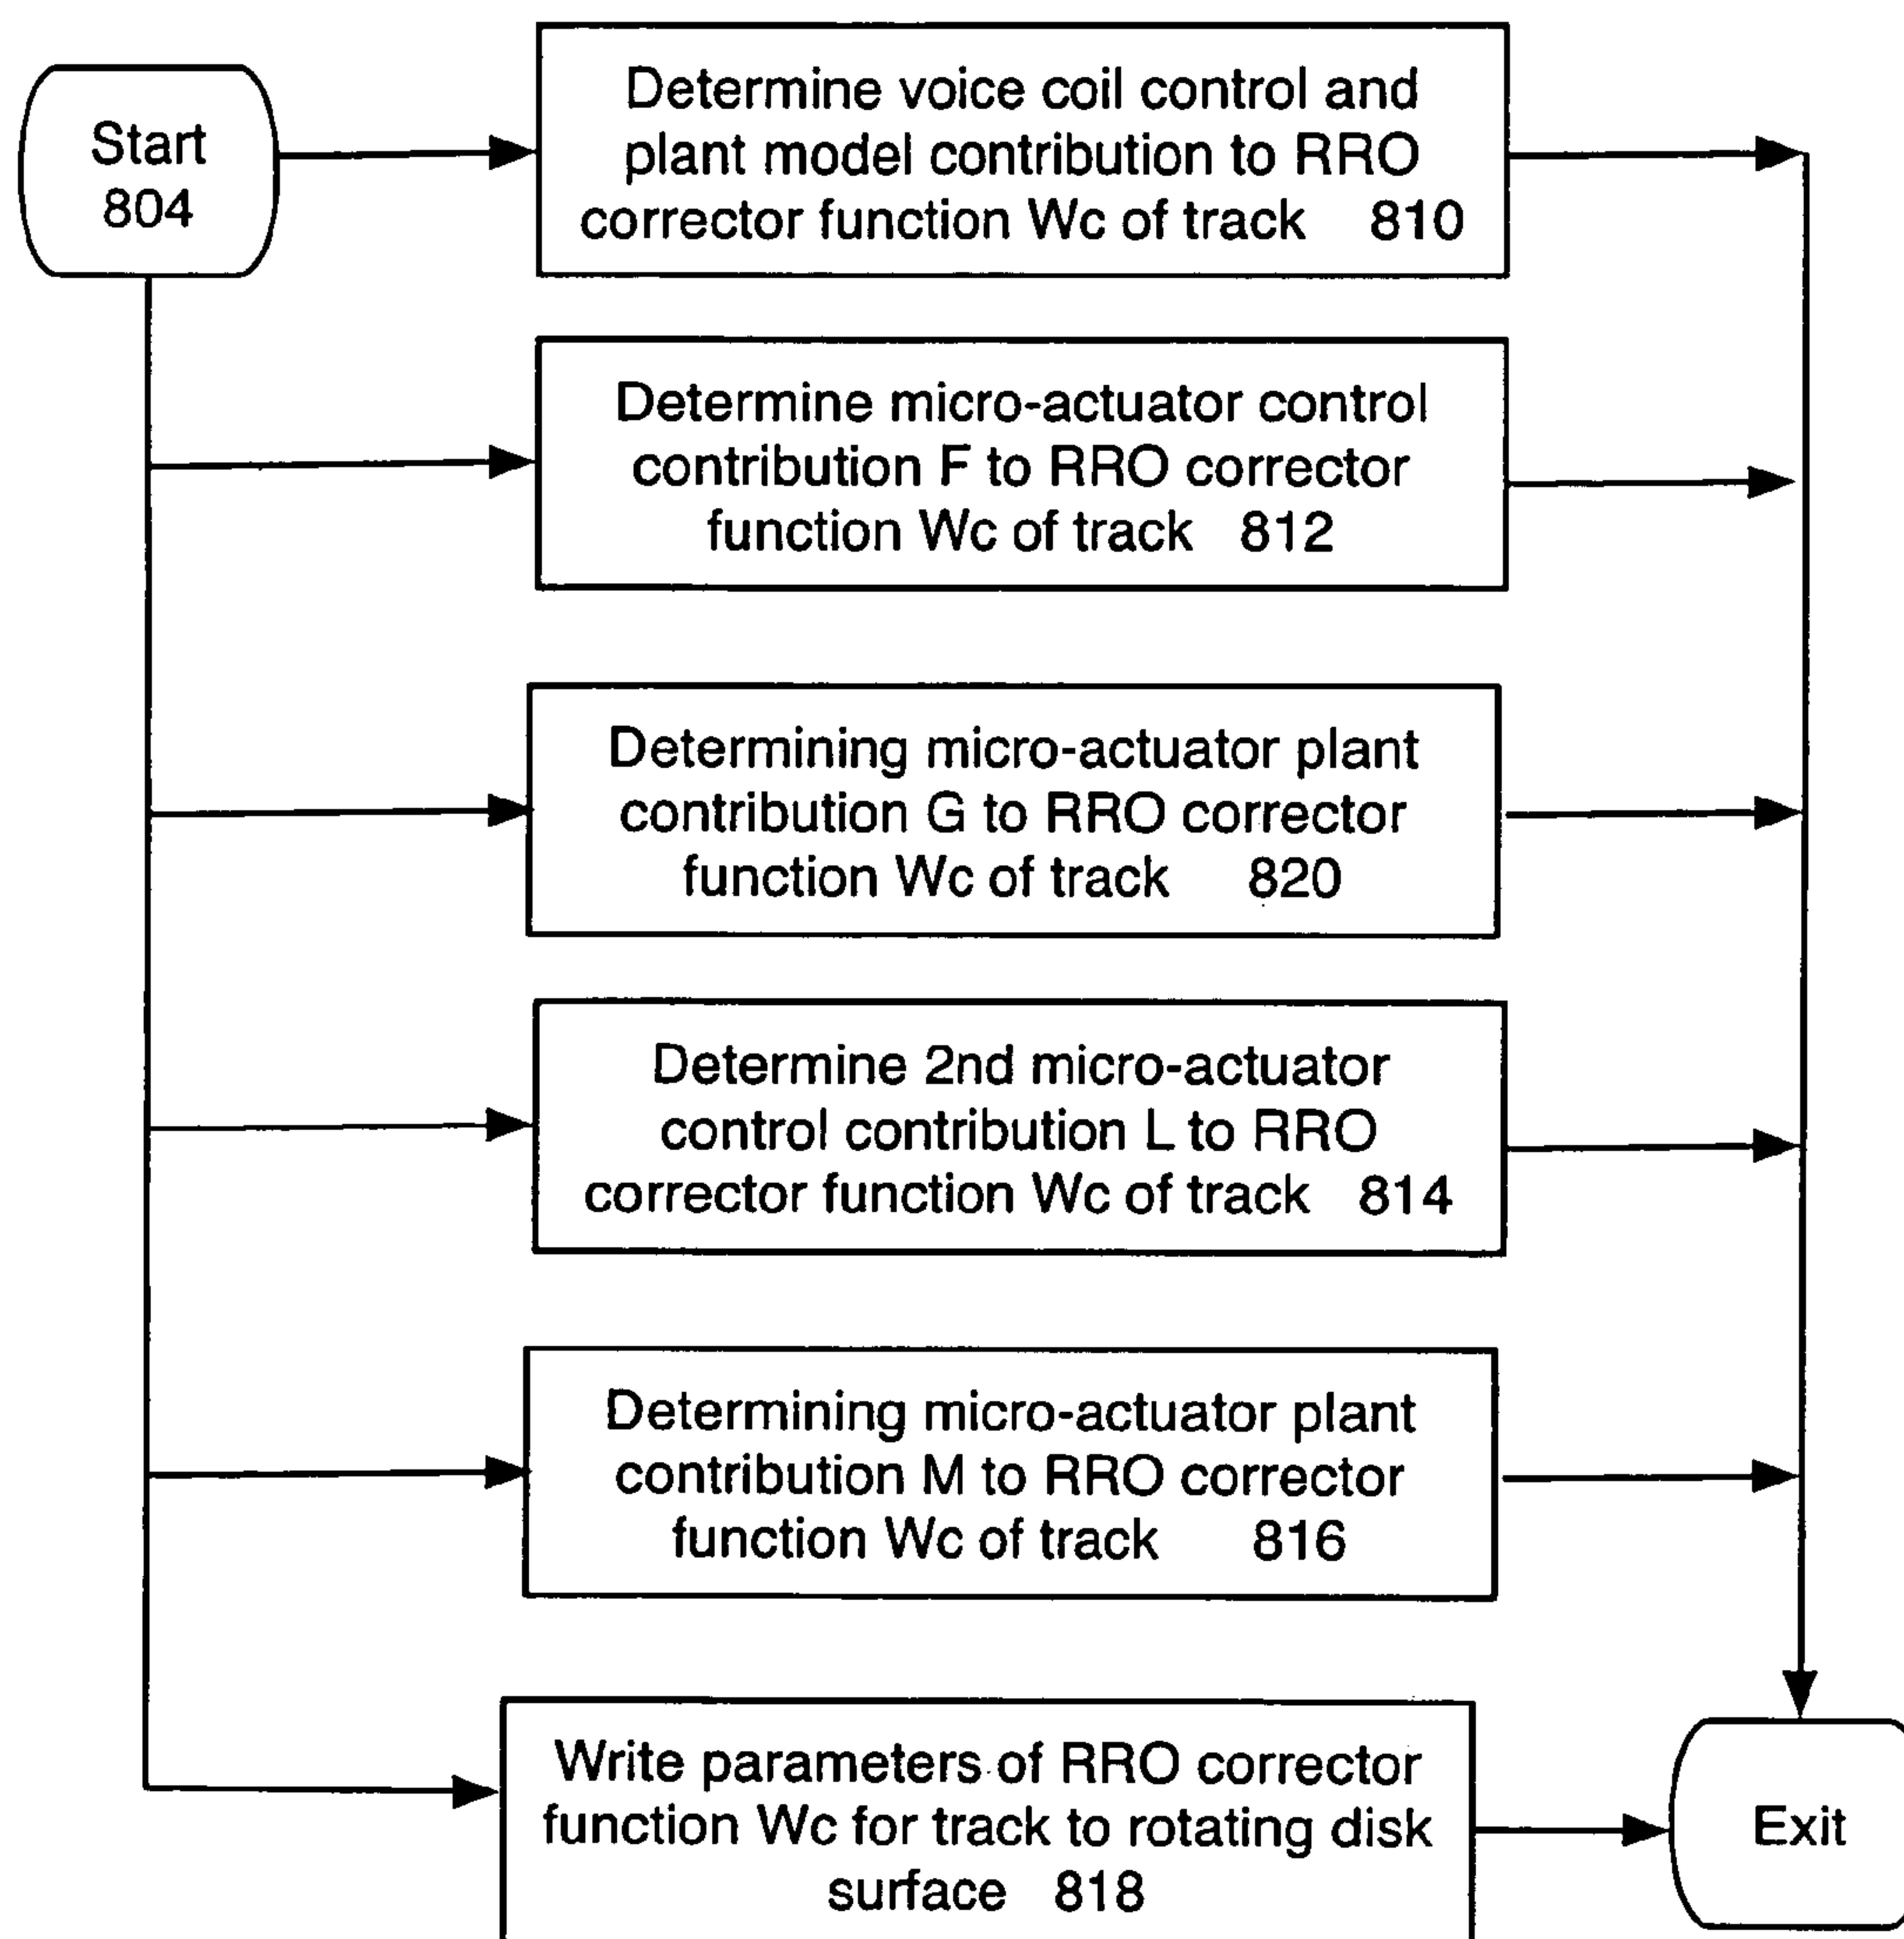 Start
804
Determine voice coil control and
plant model contribution to RRO
corrector function Wc of track 810
Determine micro-actuator control
contribution F to RRO corrector
function Wc of track 812
Determining micro-actuator plant
contribution G to RRO corrector
function Wc of track 820
Determine 2nd micro-actuator
control contribution L to RRO
corrector function Wc of track 814
Determining micro-actuator plant
contribution M to RRO corrector
function Wc of track 816
Write parameters of RRO corrector
function Wc for track to rotating disk
surface 818
Exit